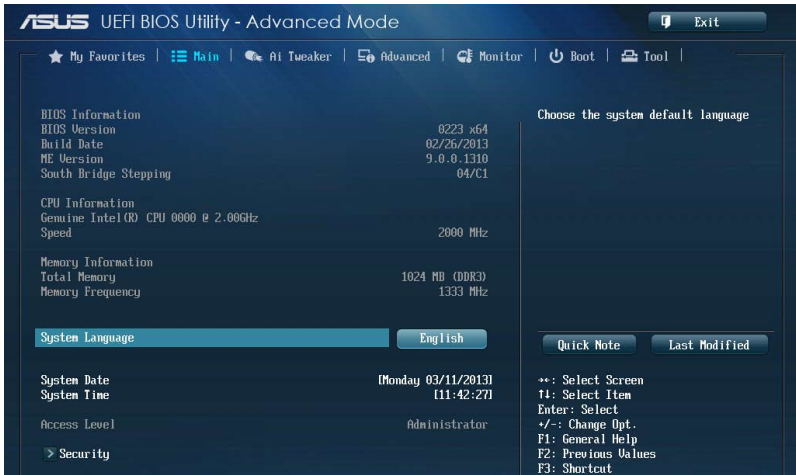 ASUS UEFI BIOS Utility - Advanced Mode
Exit
My Favorites | Main | Ai Tweaker | Advanced | Monitor | Boot | Tool |
BIOS Information
BIOS Version 0223 x64
Build Date 02/26/2013
ME Version 9.0.0.1310
South Bridge Stepping 04/C1
CPU Information
Genuine Intel(R) CPU 0000 @ 2.00GHz
Speed 2000 MHz
Memory Information
Total Memory 1024 MB (DDR3)
Memory Frequency 1333 MHz
System Language English
System Date [Monday 03/11/2013]
System Time [11:42:27]
Access Level Administrator
> Security
Choose the system default language
Quick Note Last Modified
→←: Select Screen
↑↓: Select Item
Enter: Select
+/-: Change Opt.
F1: General Help
F2: Previous Values
F3: Shortcut